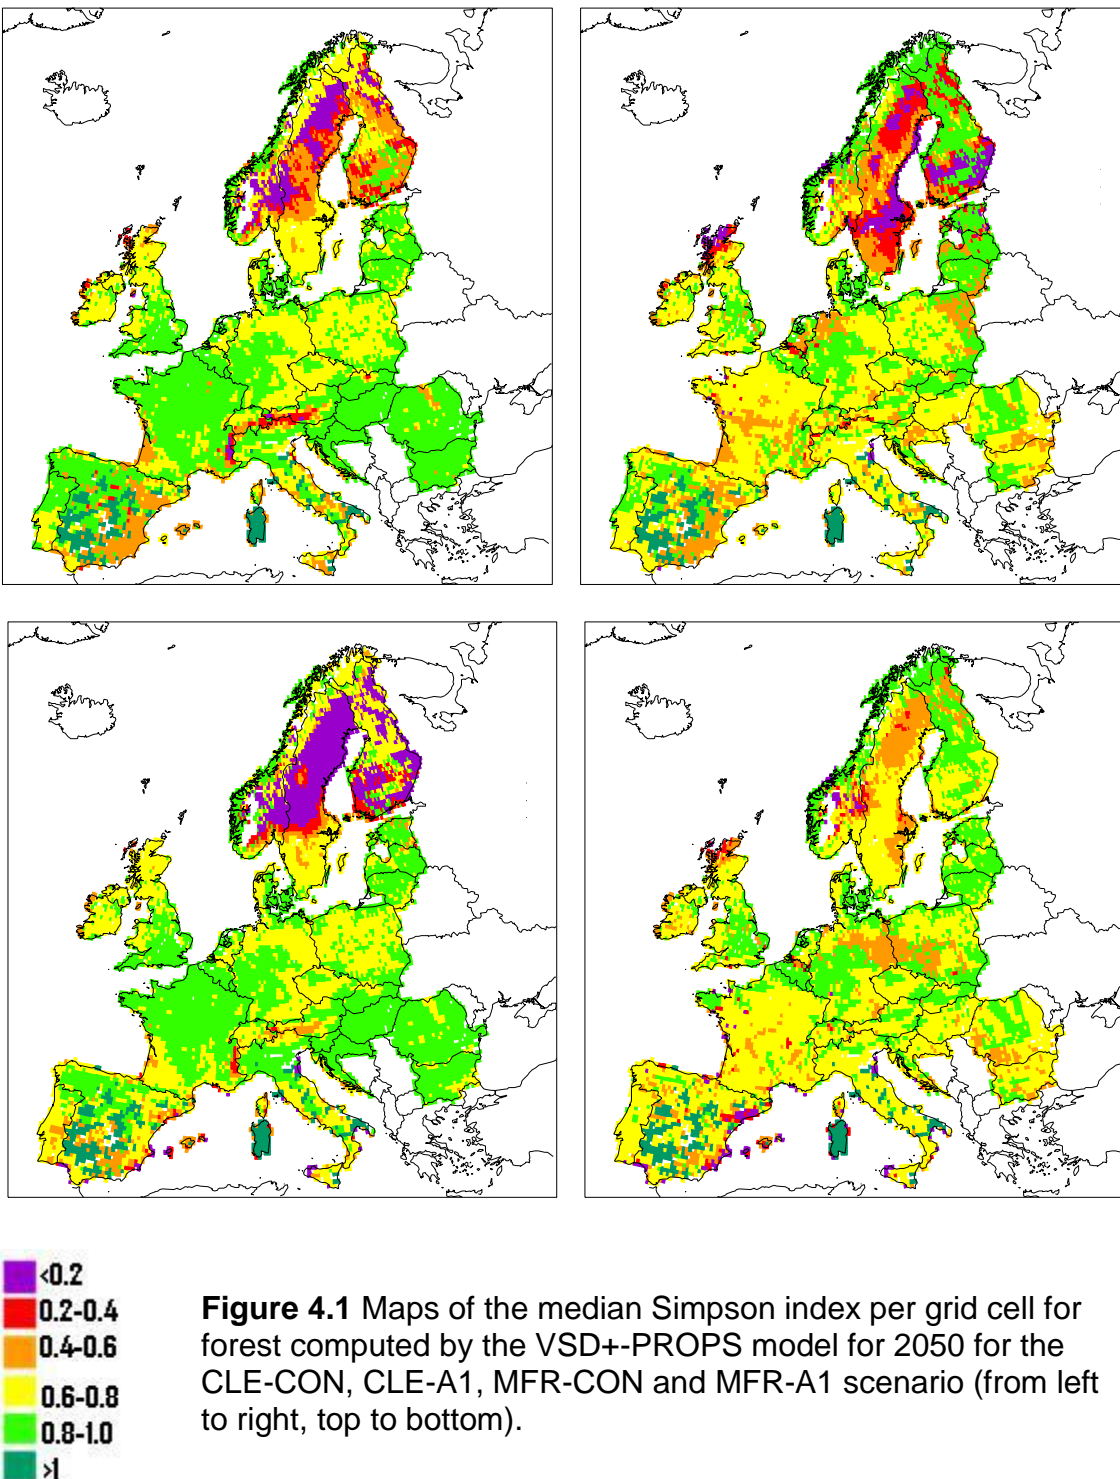 <0.2
0.2-0.4
0.4-0.6
0.6-0.8
0.8-1.0
>1
Figure 4.1 Maps of the median Simpson index per grid cell for
forest computed by the VSD+-PROPS model for 2050 for the
CLE-CON, CLE-A1, MFR-CON and MFR-A1 scenario (from left
to right, top to bottom).